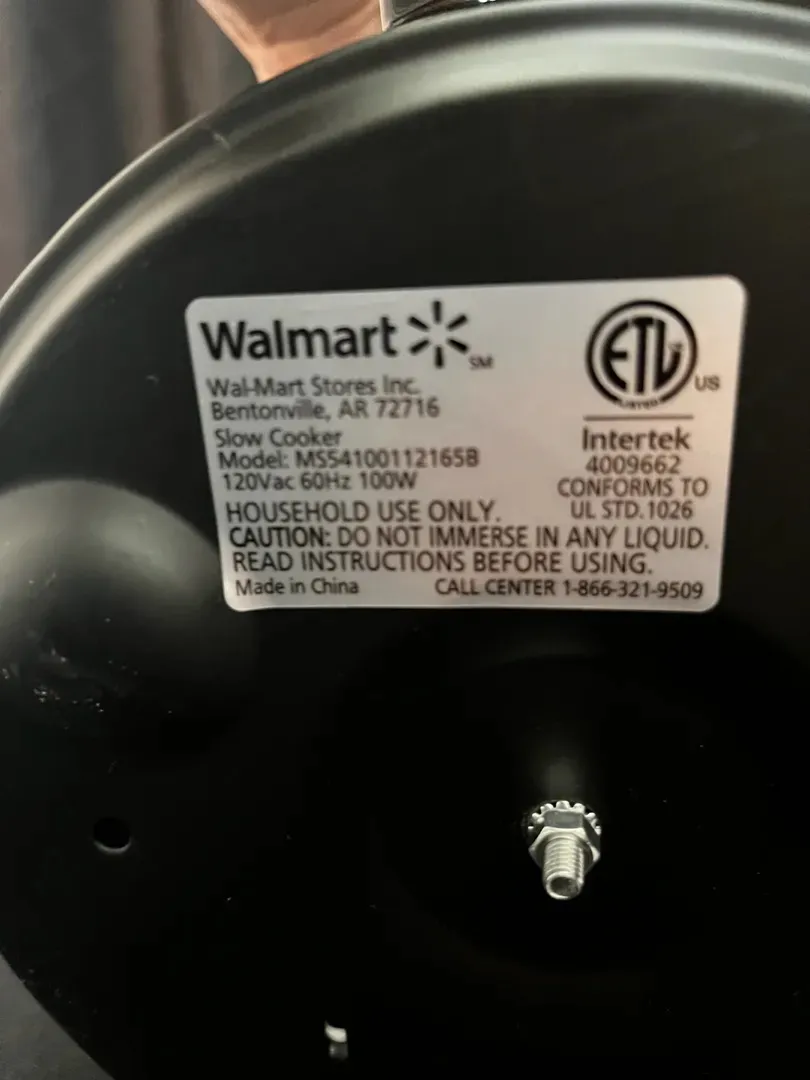 Walmart SM
Wal-Mart Stores Inc.
Bentonville, AR 72716
Slow Cooker
Model: MS54100112165B
120Vac 60Hz 100W
ETL US
LISTED
US
Intertek
4009662
CONFORMS TO
UL STD.1026
HOUSEHOLD USE ONLY.
CAUTION: DO NOT IMMERSE IN ANY LIQUID.
READ INSTRUCTIONS BEFORE USING.
Made in China CALL CENTER 1-866-321-9509